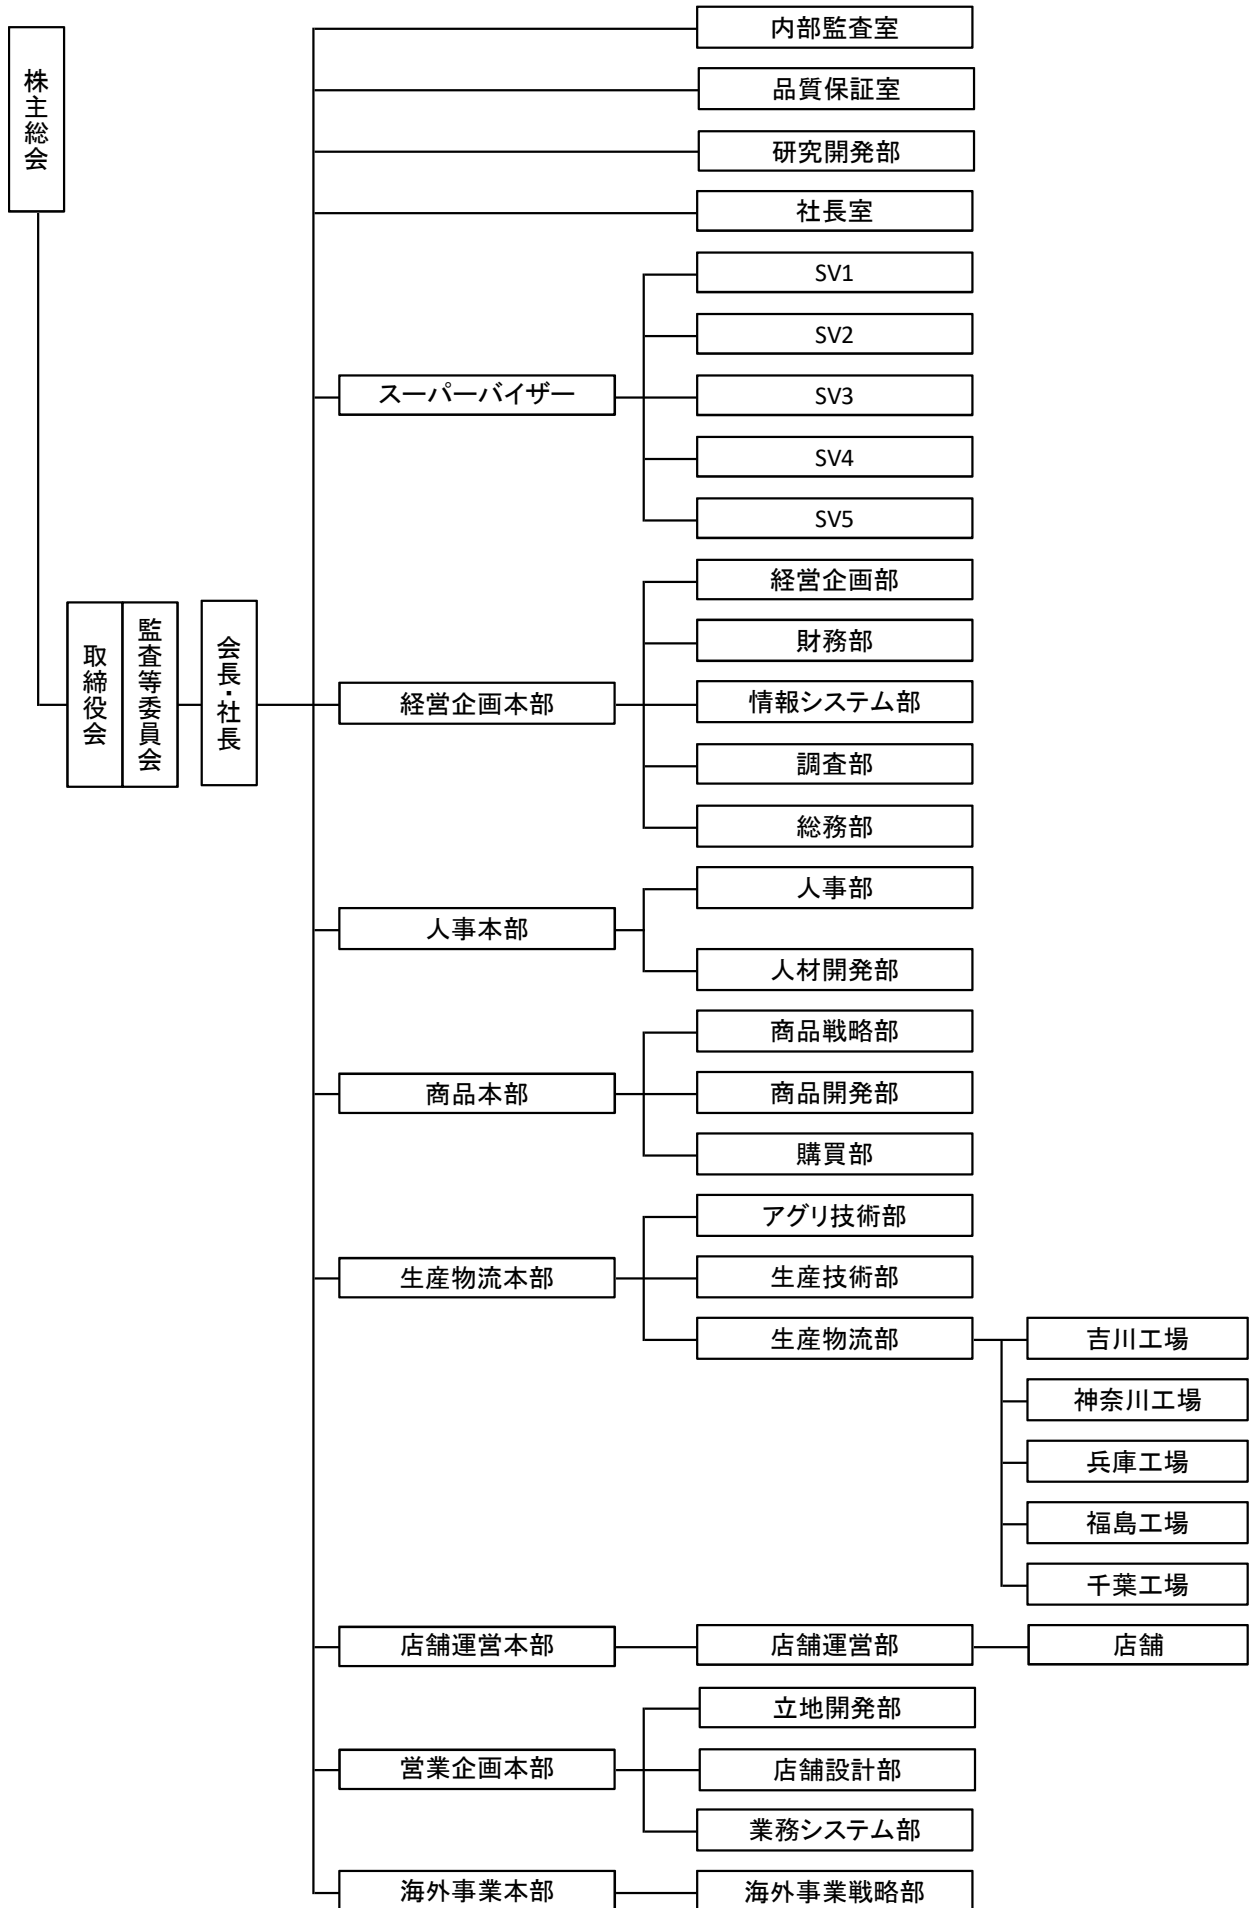 株主総会
取締役会
監査等委員会
会長・社長
内部監査室
品質保証室
研究開発部
社長室
スーパーバイザー
SV1
SV2
SV3
SV4
SV5
経営企画本部
経営企画部
財務部
情報システム部
調査部
総務部
人事本部
人事部
人材開発部
商品本部
商品戦略部
商品開発部
購買部
生産物流本部
アグリ技術部
生産技術部
生産物流部
吉川工場
神奈川工場
兵庫工場
福島工場
千葉工場
店舗運営本部
店舗運営部
店舗
営業企画本部
立地開発部
店舗設計部
業務システム部
海外事業本部
海外事業戦略部